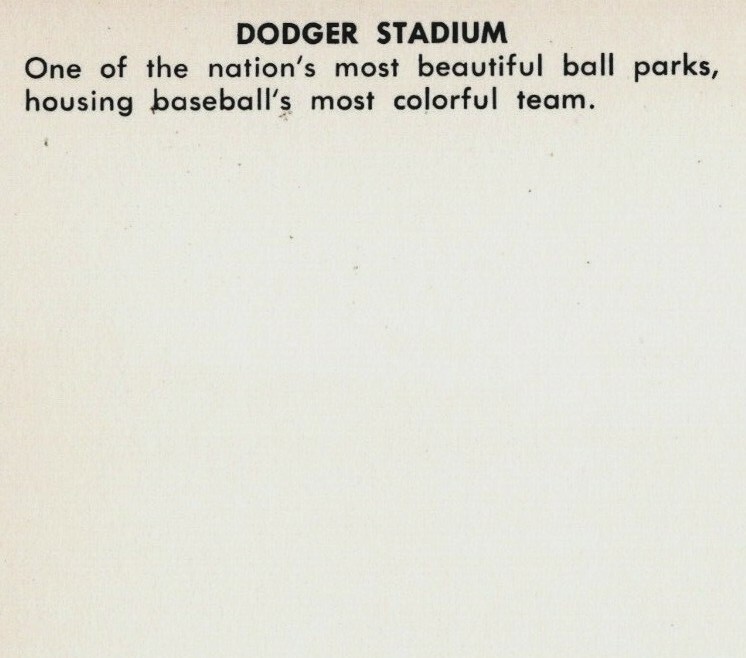 DODGER STADIUM
One of the nation's most beautiful ball parks,
housing baseball's most colorful team.